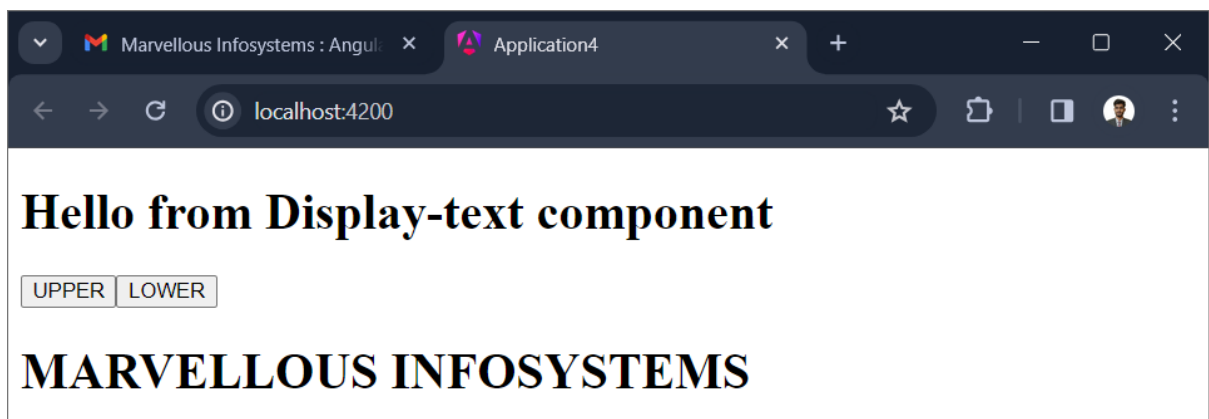 Marvellous Infosystems : Angula
Application4
localhost:4200
Hello from Display-text component
UPPER LOWER
MARVELLOUS INFOSYSTEMS